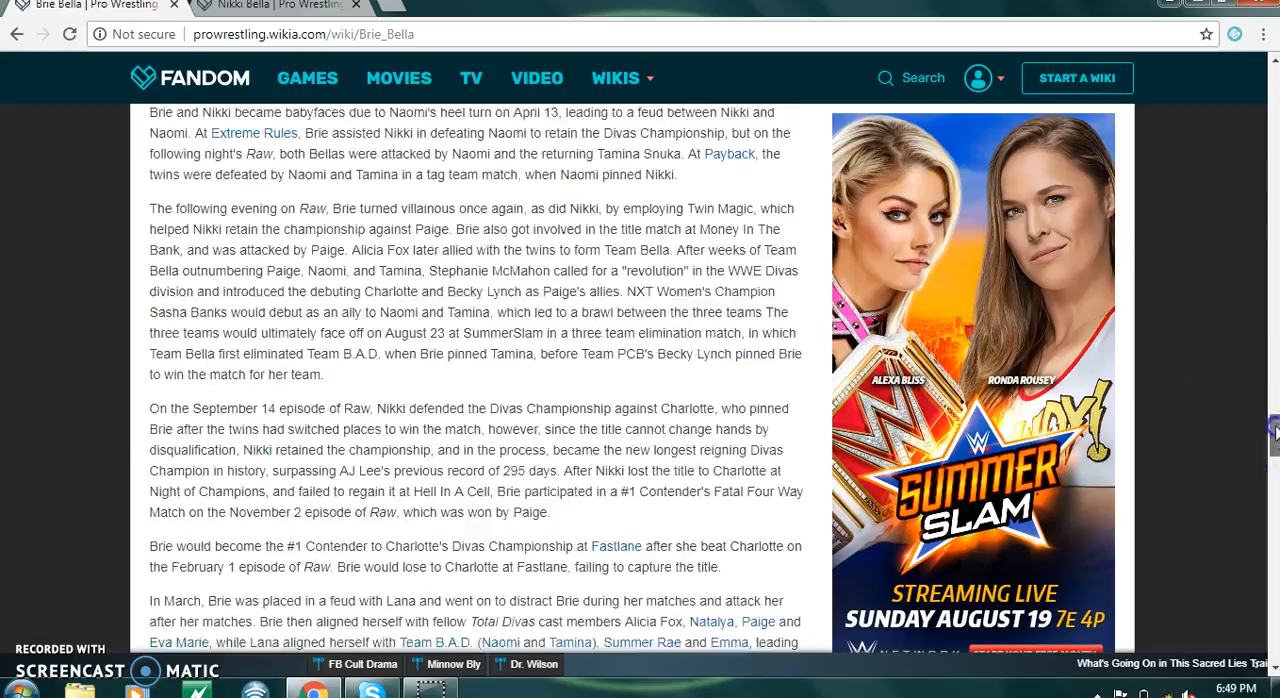 Brie Bella | Pro Wrestling
Nikki Bella | Pro Wrestling
Not secure | prowrestling.wikia.com/wiki/Brie_Bella
FANDOM GAMES MOVIES TV VIDEO WIKIS Search START A WIKI
Brie and Nikki became babyfaces due to Naomi's heel turn on April 13, leading to a feud between Nikki and
Naomi. At Extreme Rules, Brie assisted Nikki in defeating Naomi to retain the Divas Championship, but on the
following night's Raw, both Bellas were attacked by Naomi and the returning Tamina Snuka. At Payback, the
twins were defeated by Naomi and Tamina in a tag team match, when Naomi pinned Nikki.
The following evening on Raw, Brie turned villainous once again, as did Nikki, by employing Twin Magic, which
helped Nikki retain the championship against Paige. Brie also got involved in the title match at Money In The
Bank, and was attacked by Paige. Alicia Fox later allied with the twins to form Team Bella. After weeks of Team
Bella outnumbering Paige, Naomi, and Tamina, Stephanie McMahon called for a "revolution" in the WWE Divas
division and introduced the debuting Charlotte and Becky Lynch as Paige's allies. NXT Women's Champion
Sasha Banks would debut as an ally to Naomi and Tamina, which led to a brawl between the three teams The
three teams would ultimately face off on August 23 at SummerSlam in a three team elimination match, in which
Team Bella first eliminated Team B.A.D. when Brie pinned Tamina, before Team PCB's Becky Lynch pinned Brie
to win the match for her team.
On the September 14 episode of Raw, Nikki defended the Divas Championship against Charlotte, who pinned
Brie after the twins had switched places to win the match, however, since the title cannot change hands by
disqualification, Nikki retained the championship, and in the process, became the new longest reigning Divas
Champion in history, surpassing AJ Lee's previous record of 295 days. After Nikki lost the title to Charlotte at
Night of Champions, and failed to regain it at Hell In A Cell, Brie participated in a #1 Contender's Fatal Four Way
Match on the November 2 episode of Raw, which was won by Paige.
Brie would become the #1 Contender to Charlotte's Divas Championship at Fastlane after she beat Charlotte on
the February 1 episode of Raw. Brie would lose to Charlotte at Fastlane, failing to capture the title.
In March, Brie was placed in a feud with Lana and went on to distract Brie during her matches and attack her
after her matches. Brie then aligned herself with fellow Total Divas cast members Alicia Fox, Natalya, Paige and
Eva Marie, while Lana aligned herself with Team B.A.D. (Naomi and Tamina), Summer Rae and Emma, leading
ALEXA BLISS
RONDA ROUSEY
SUMMER
SLAM
STREAMING LIVE
SUNDAY AUGUST 19 7E 4P
NETWORK
RECORDED WITH
SCREENCAST MATIC
FB Cult Drama
Minnow Bly
Dr. Wilson
What's Going On in This Sacred Lies Trai
6:49 PM